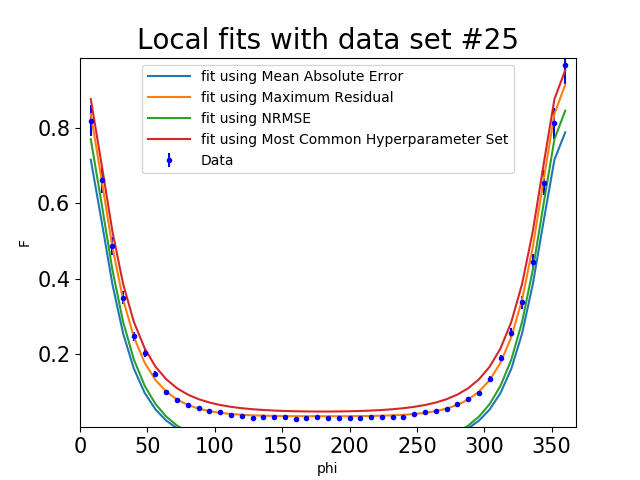 Local fits with data set #25
fit using Mean Absolute Error
fit using Maximum Residual
fit using NRMSE
fit using Most Common Hyperparameter Set
Data
F
0.8
0.6
0.4
0.2
0 50 100 150 200 250 300 350
phi